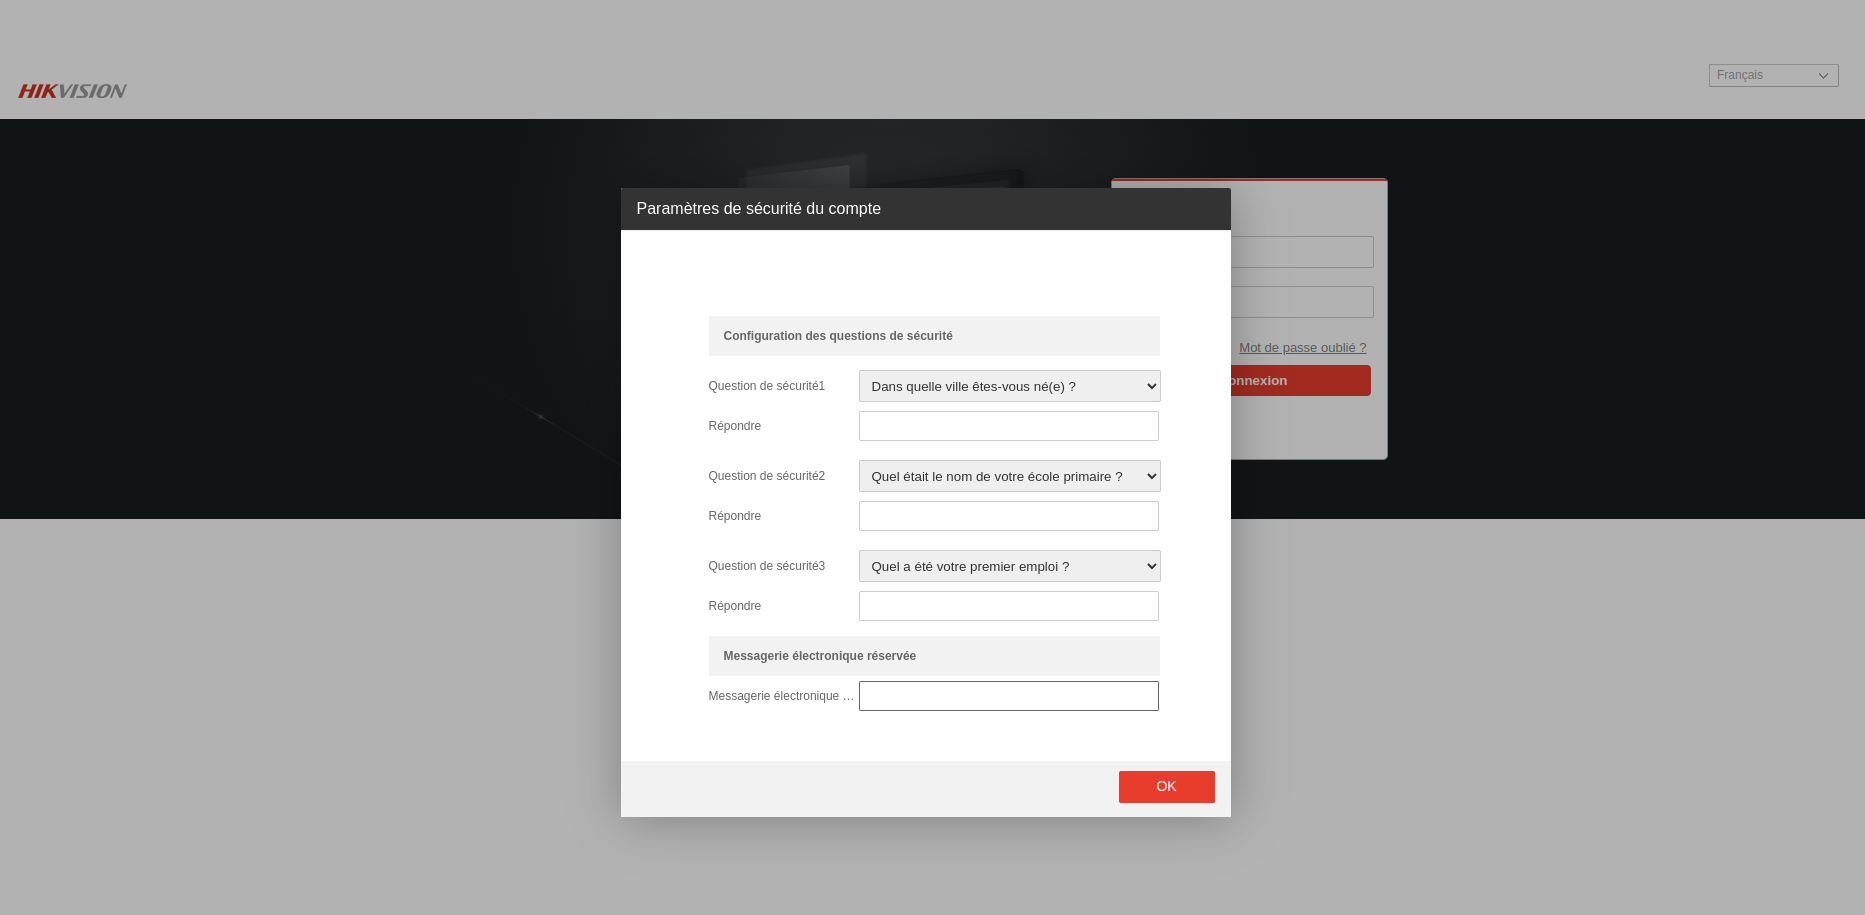 HIKVISION
Français
Paramètres de sécurité du compte
Configuration des questions de sécurité
Question de sécurité1
Dans quelle ville êtes-vous né(e) ?
Répondre
Question de sécurité2
Quel était le nom de votre école primaire ?
Répondre
Question de sécurité3
Quel a été votre premier emploi ?
Répondre
Messagerie électronique réservée
Messagerie électronique …
OK
Mot de passe oublié ?
onnexion